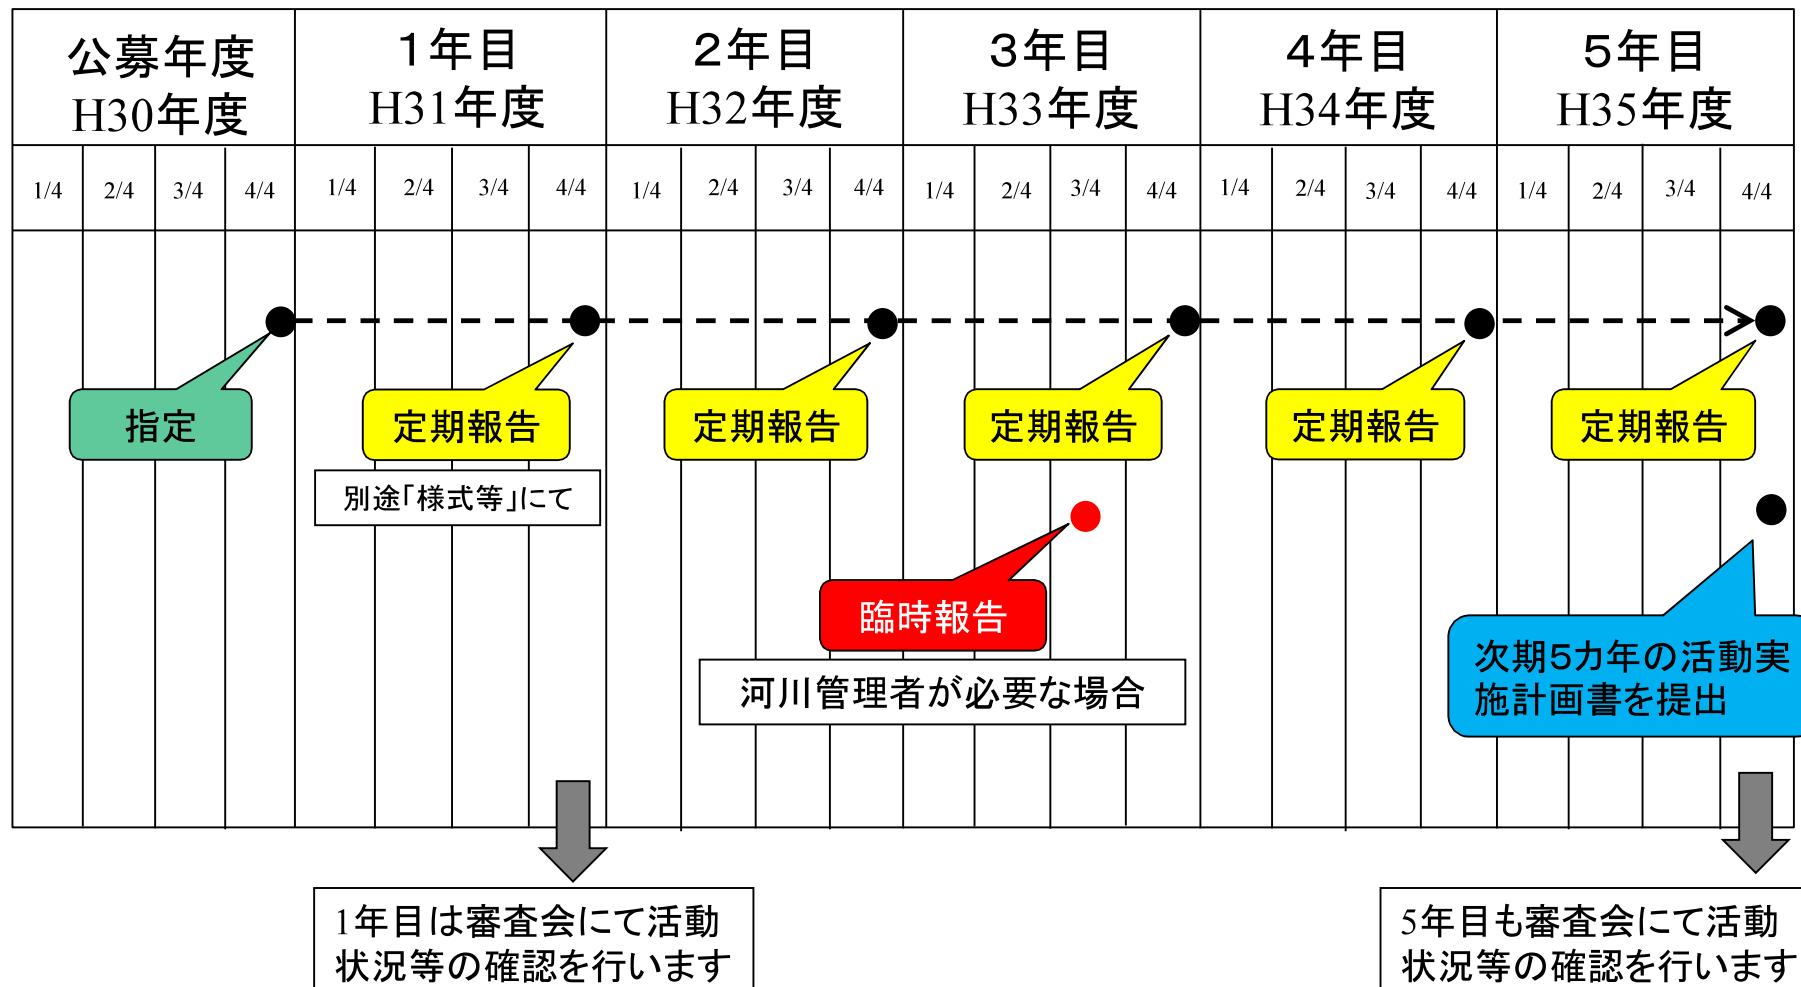 公募年度
H30年度
1年目
H31年度
2年目
H32年度
3年目
H33年度
4年目
H34年度
5年目
H35年度
1/4 2/4 3/4 4/4 1/4 2/4 3/4 4/4 1/4 2/4 3/4 4/4 1/4 2/4 3/4 4/4 1/4 2/4 3/4 4/4 1/4 2/4 3/4 4/4
指定
定期報告
定期報告
定期報告
定期報告
定期報告
別途「様式等」にて
臨時報告
河川管理者が必要な場合
次期5カ年の活動実
施計画書を提出
1年目は審査会にて活動
状況等の確認を行います
5年目も審査会にて活動
状況等の確認を行います